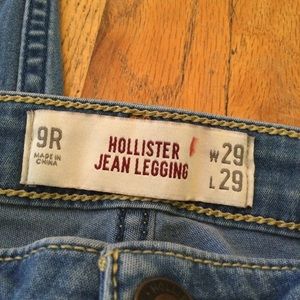 9R
MADE IN
CHINA
HOLLISTER
JEAN LEGGING
W 29
L 29